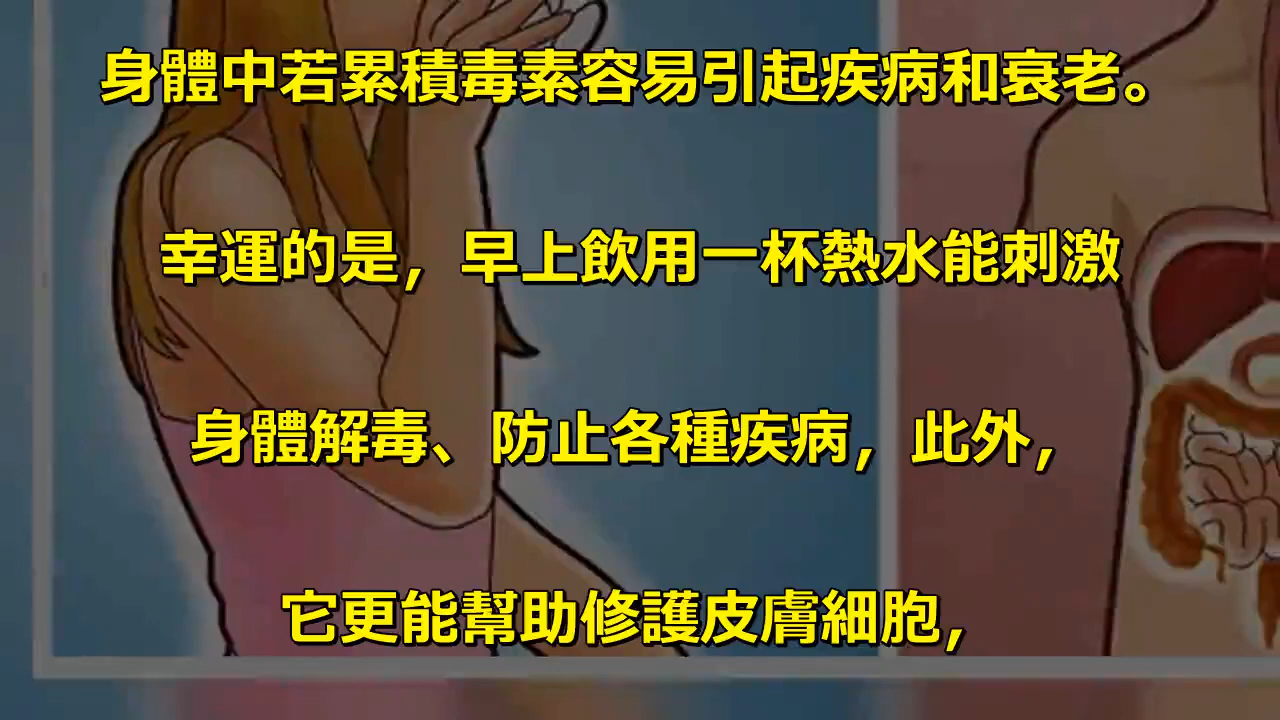 身體中若累積毒素容易引起疾病和衰老。
幸運的是，早上飲用一杯熱水能刺激
身體解毒、防止各種疾病，此外，
它更能幫助修護皮膚細胞，